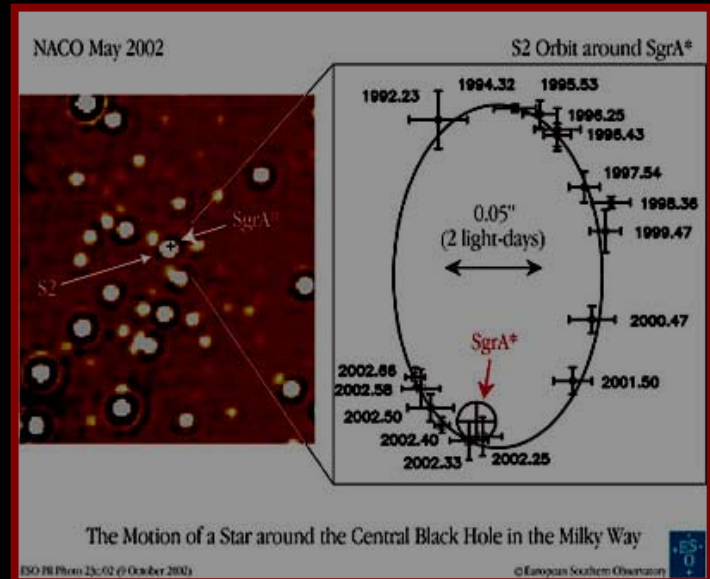 NACO May 2002
S2 Orbit around SgrA*
SgrA*
S2
1992.23
1994.32
1995.53
1996.25
1996.43
1997.54
1998.36
1999.47
0.05"
(2 light-days)
2000.47
SgrA*
2001.50
2002.66
2002.58
2002.50
2002.40
2002.33
2002.25
The Motion of a Star around the Central Black Hole in the Milky Way
ESO PR Photo 23c/02 (9 October 2002)
© European Southern Observatory
ESO